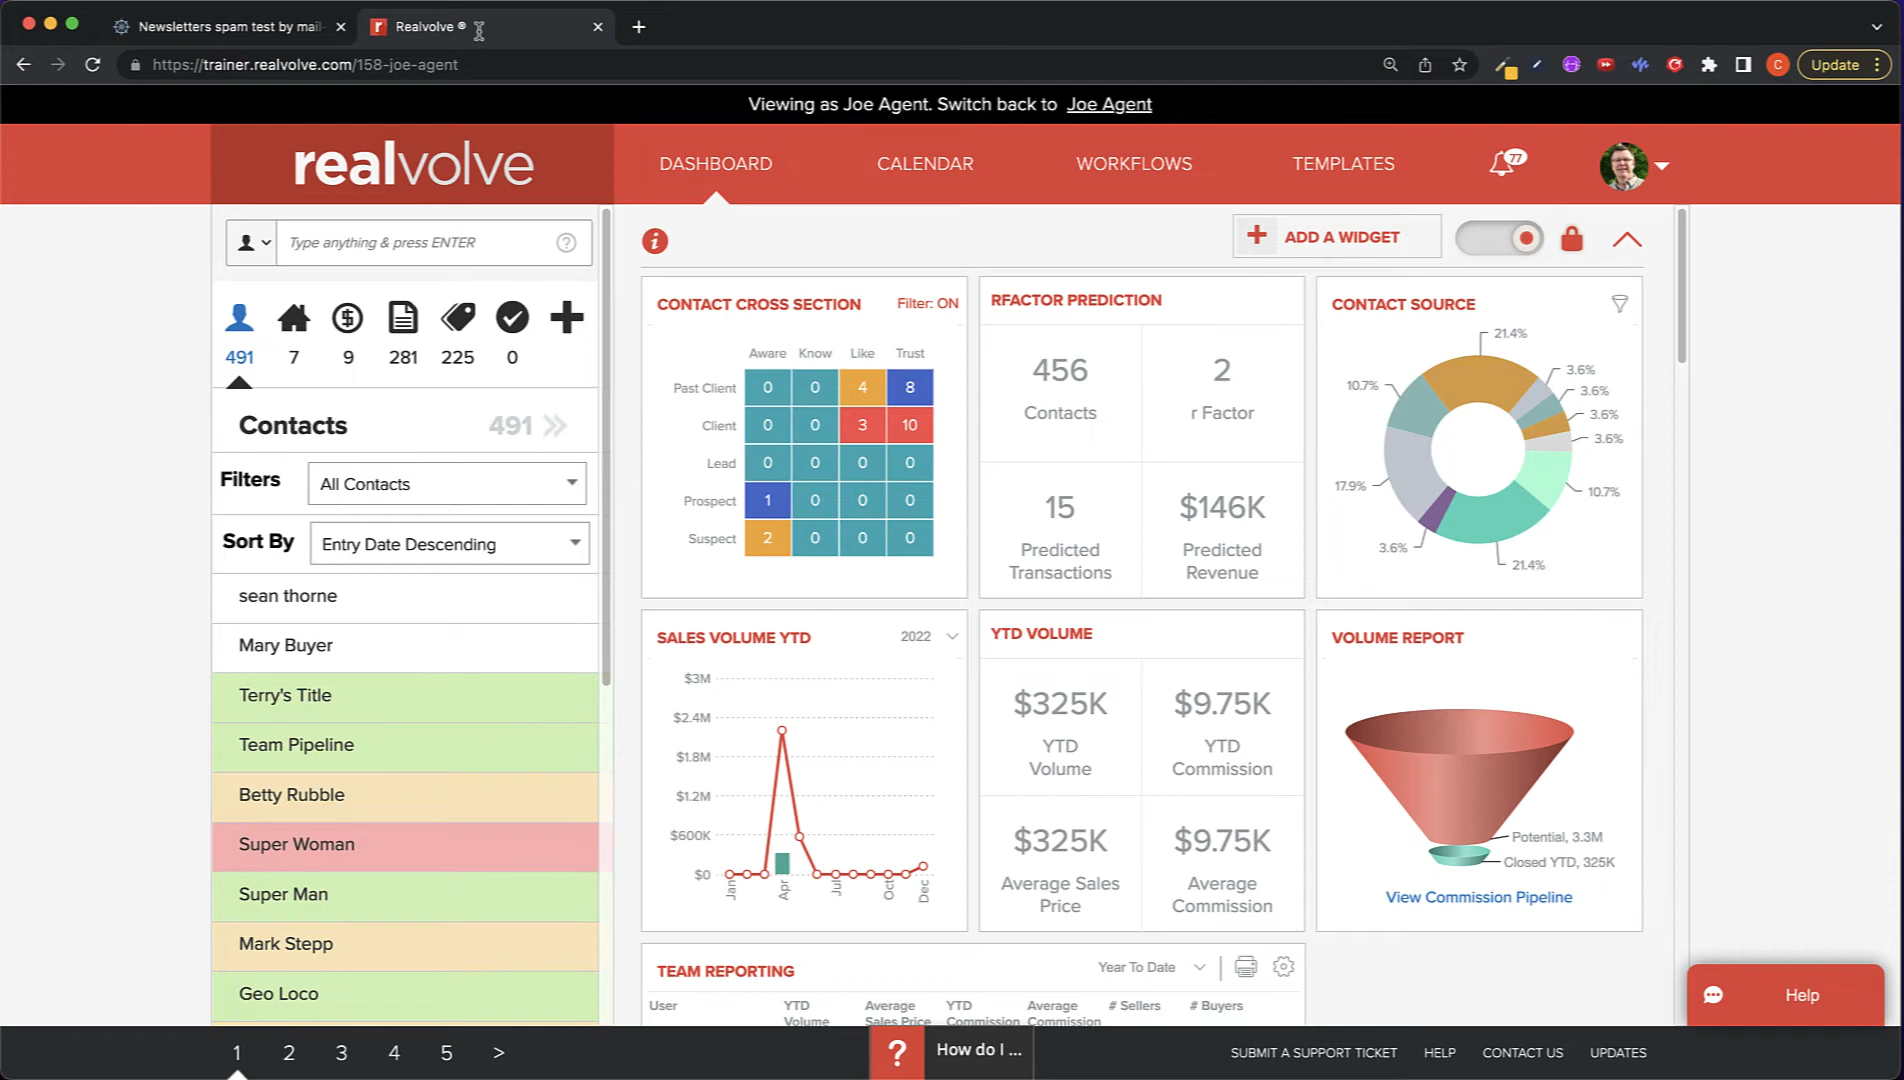 Newsletters spam test by mail
Realvolve ®
https://trainer.realvolve.com/158-joe-agent
C
Update
Viewing as Joe Agent. Switch back to Joe Agent
realvolve
DASHBOARD
CALENDAR
WORKFLOWS
TEMPLATES
77
Type anything & press ENTER
491
7
9
281
225
0
Contacts
491
Filters
All Contacts
Sort By
Entry Date Descending
sean thorne
Mary Buyer
Terry's Title
Team Pipeline
Betty Rubble
Super Woman
Super Man
Mark Stepp
Geo Loco
ADD A WIDGET
CONTACT CROSS SECTION
Filter: ON
Aware Know Like Trust
Past Client 0 0 4 8
Client 0 0 3 10
Lead 0 0 0 0
Prospect 1 0 0 0
Suspect 2 0 0 0
RFACTOR PREDICTION
456
Contacts
2
r Factor
15
Predicted
Transactions
$146K
Predicted
Revenue
CONTACT SOURCE
21.4%
3.6%
3.6%
3.6%
3.6%
10.7%
21.4%
3.6%
17.9%
10.7%
SALES VOLUME YTD
2022
$3M
$2.4M
$1.8M
$1.2M
$600K
$0
Jan
Apr
Jul
Oct
Dec
YTD VOLUME
$325K
YTD
Volume
$9.75K
YTD
Commission
$325K
Average Sales
Price
$9.75K
Average
Commission
VOLUME REPORT
Potential, 3.3M
Closed YTD, 325K
View Commission Pipeline
TEAM REPORTING
Year To Date
User
YTD
Volume
Average
Sales Price
YTD
Commission
Average
Commission
# Sellers
# Buyers
Help
1 2 3 4 5 >
? How do I ...
SUBMIT A SUPPORT TICKET
HELP
CONTACT US
UPDATES